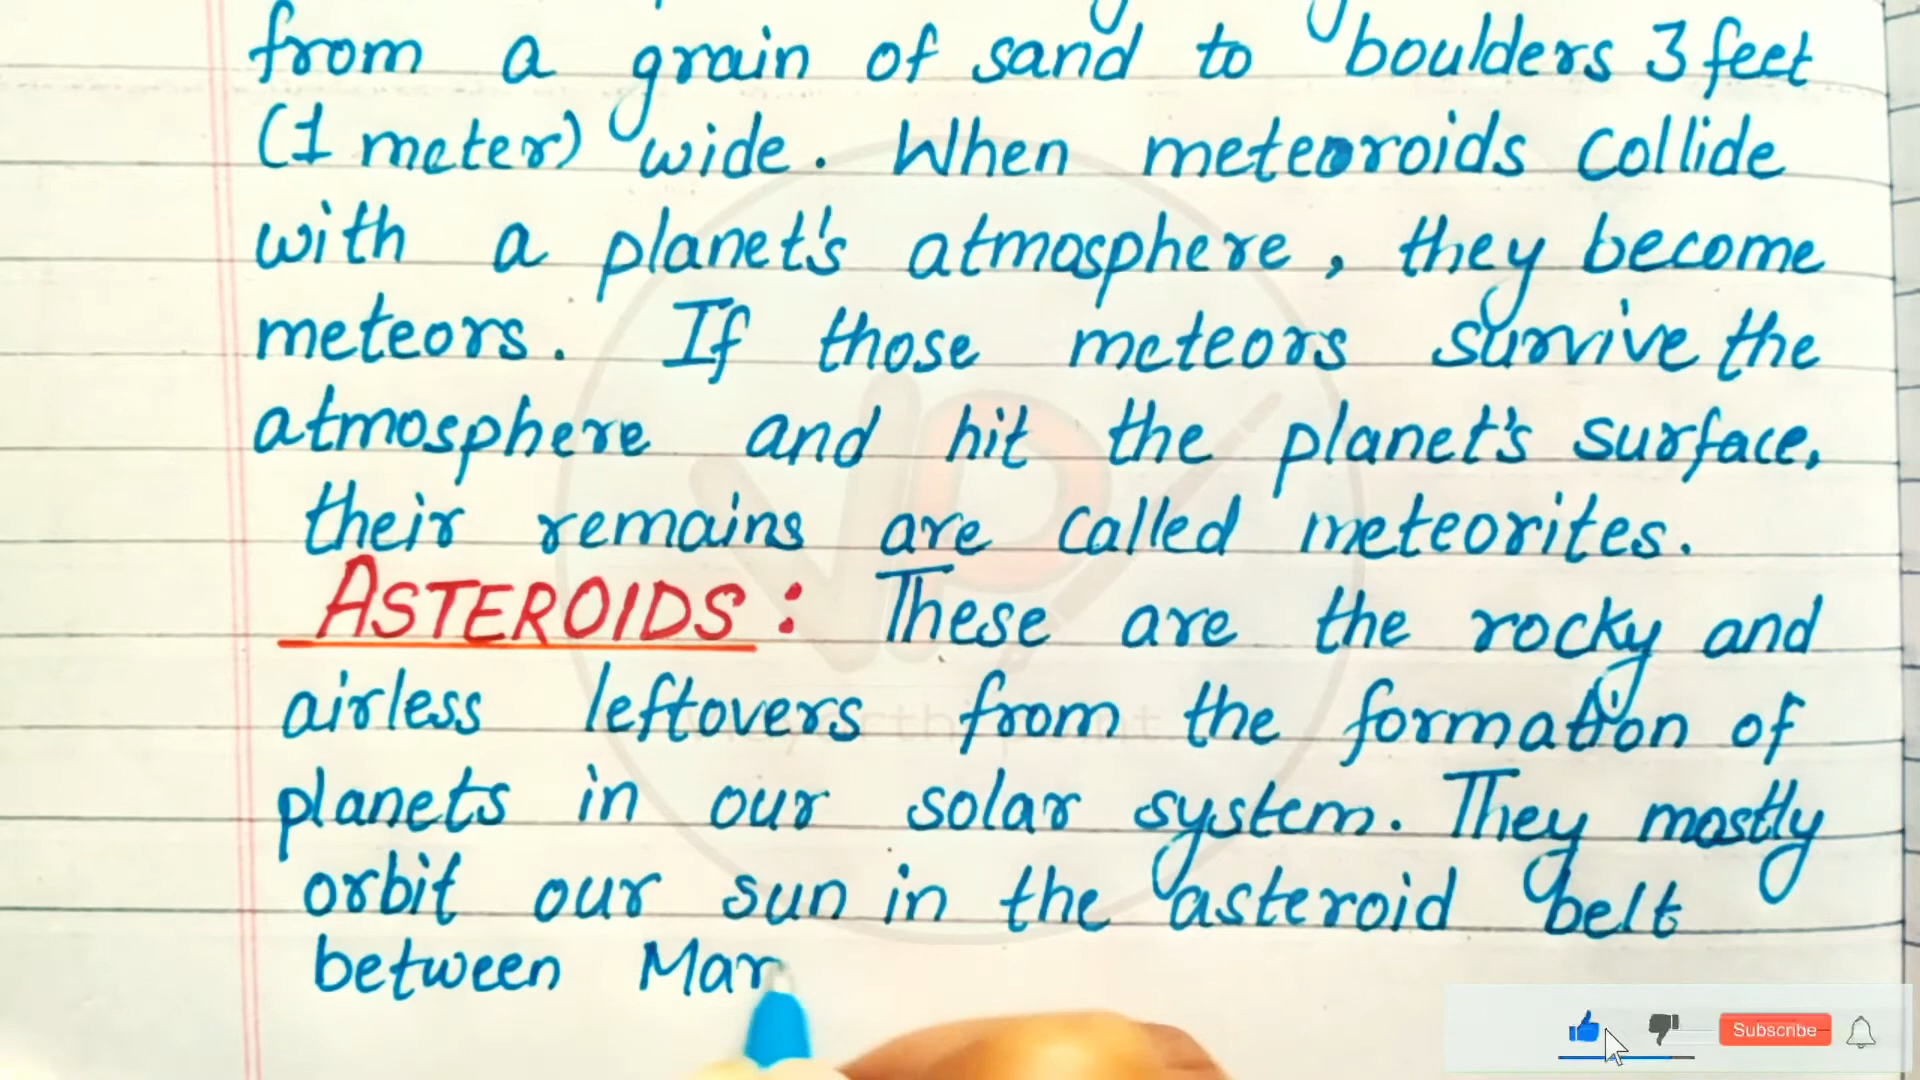 from a grain of sand to boulders 3 feet
(1 meter) wide. When meteoroids collide
with a planet's atmosphere, they become
meteors. If those meteors survive the
atmosphere and hit the planet's surface,
their remains are called meteorites.
ASTEROIDS: These are the rocky and
airless leftovers from the formation of
planets in our solar system. They mostly
orbit our sun in the asteroid belt
between Mar
Subscribe